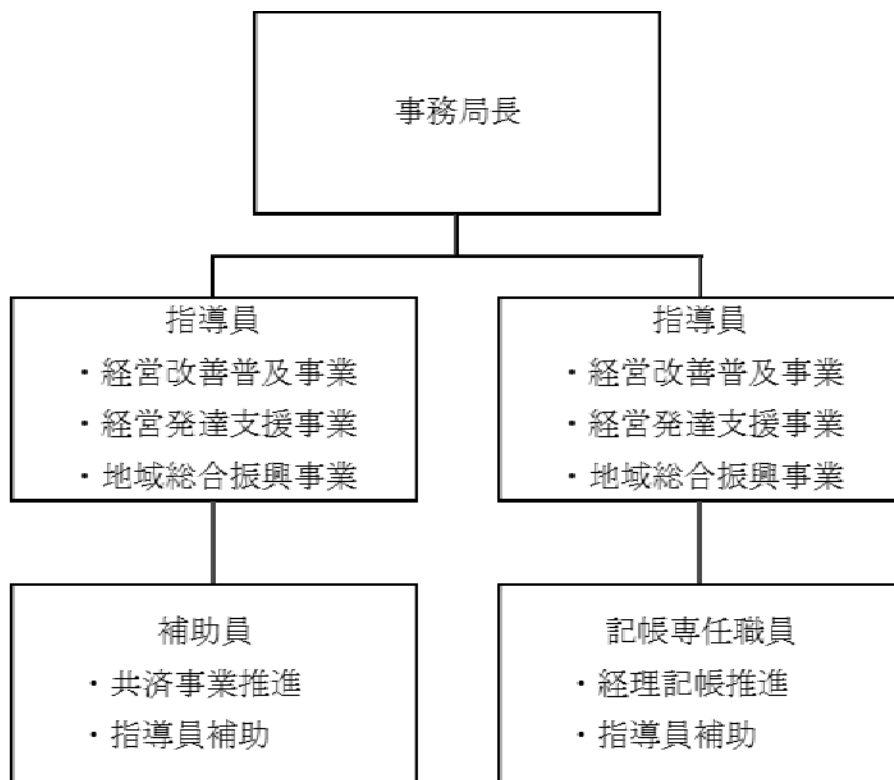 事務局長
指導員
・経営改善普及事業
・経営発達支援事業
・地域総合振興事業
指導員
・経営改善普及事業
・経営発達支援事業
・地域総合振興事業
補助員
・共済事業推進
・指導員補助
記帳専任職員
・経理記帳推進
・指導員補助